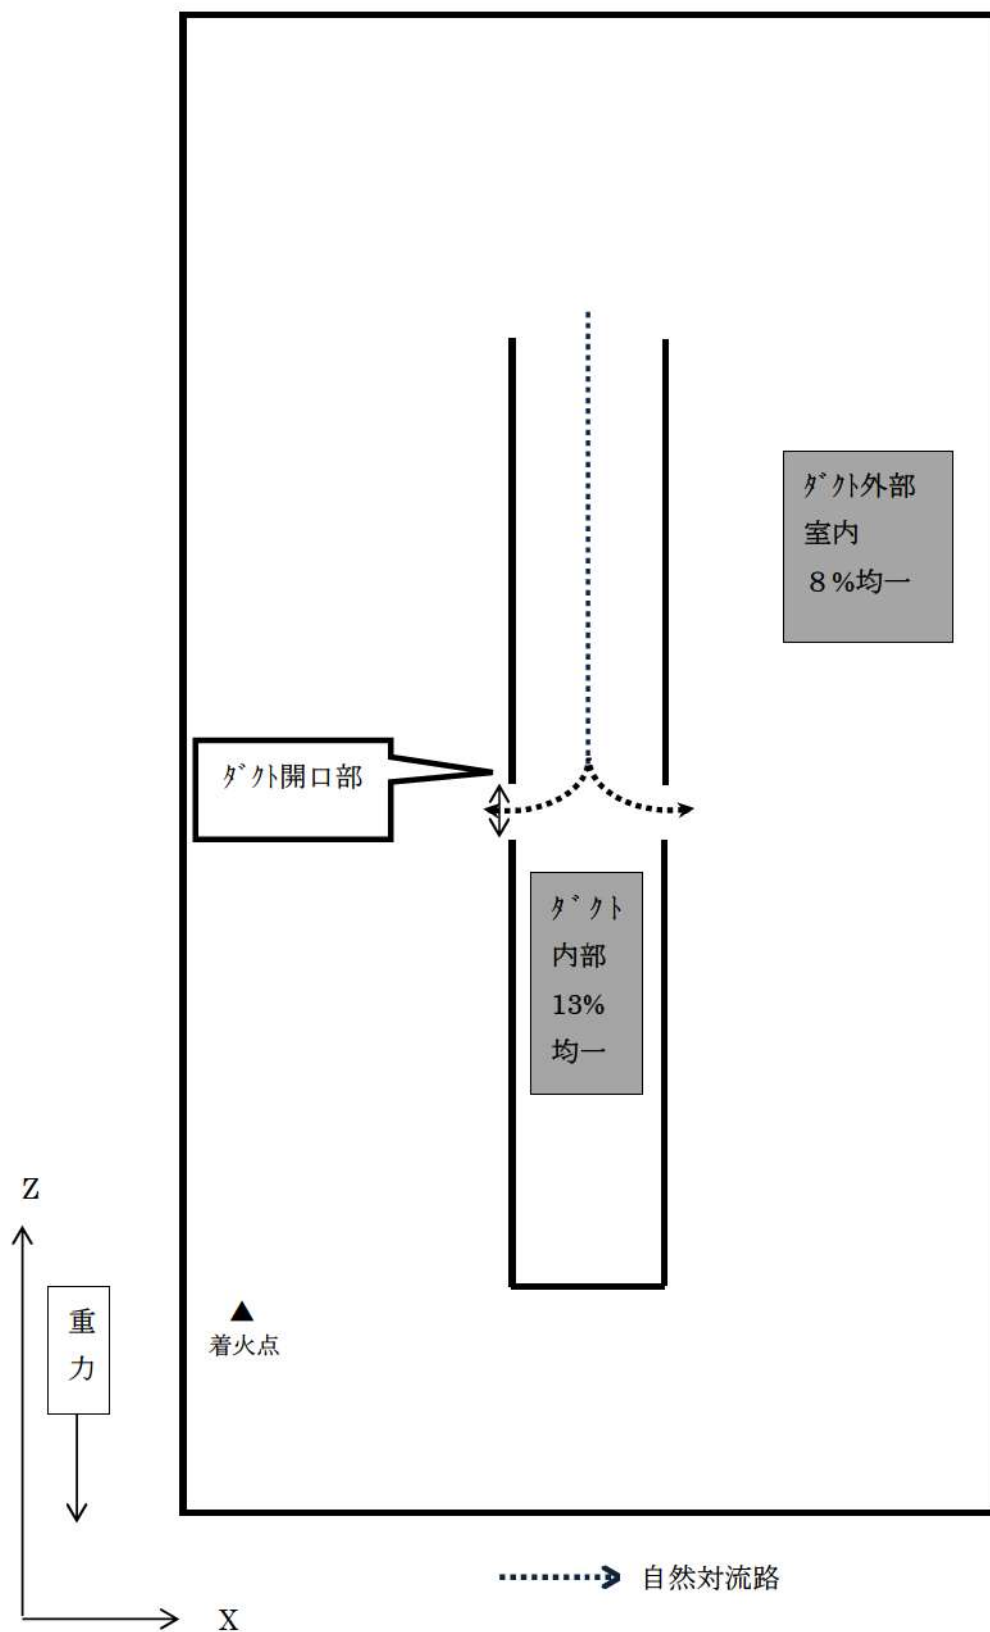 ﾀﾞｸﾄ外部
室内
８%均一
ﾀﾞｸﾄ開口部
ﾀﾞｸﾄ
内部
13%
均一
Z
重
力
着火点
自然対流路
X